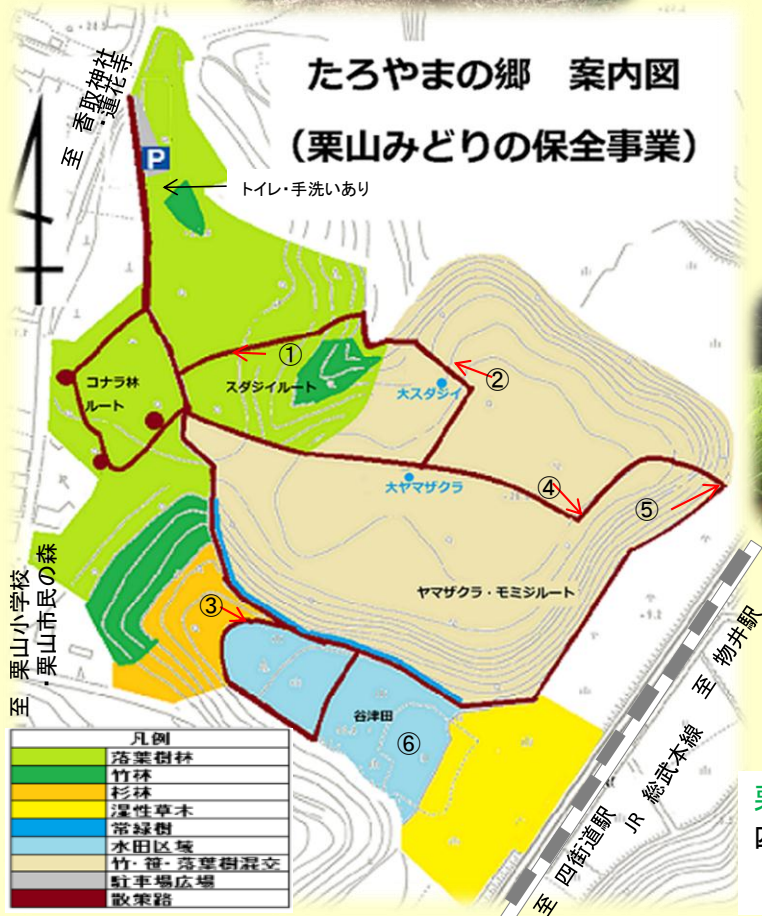 たろやまの郷 案内図
(栗山みどりの保全事業)
至 香取神社
・蓮花寺
P
トイレ・手洗いあり
①
コナラ林
ルート
スダジイルート
②
大スダジイ
大ヤマザクラ
④
⑤
ヤマザクラ・モミジルート
③
至 栗山小学校
・栗山市民の森
谷津田
⑥
至 物井駅
JR 総武本線
至 四街道駅
凡例
落葉樹林
竹林
杉林
湿性草木
常緑樹
水田区域
竹・笹・落葉樹混交
駐車場広場
散策路